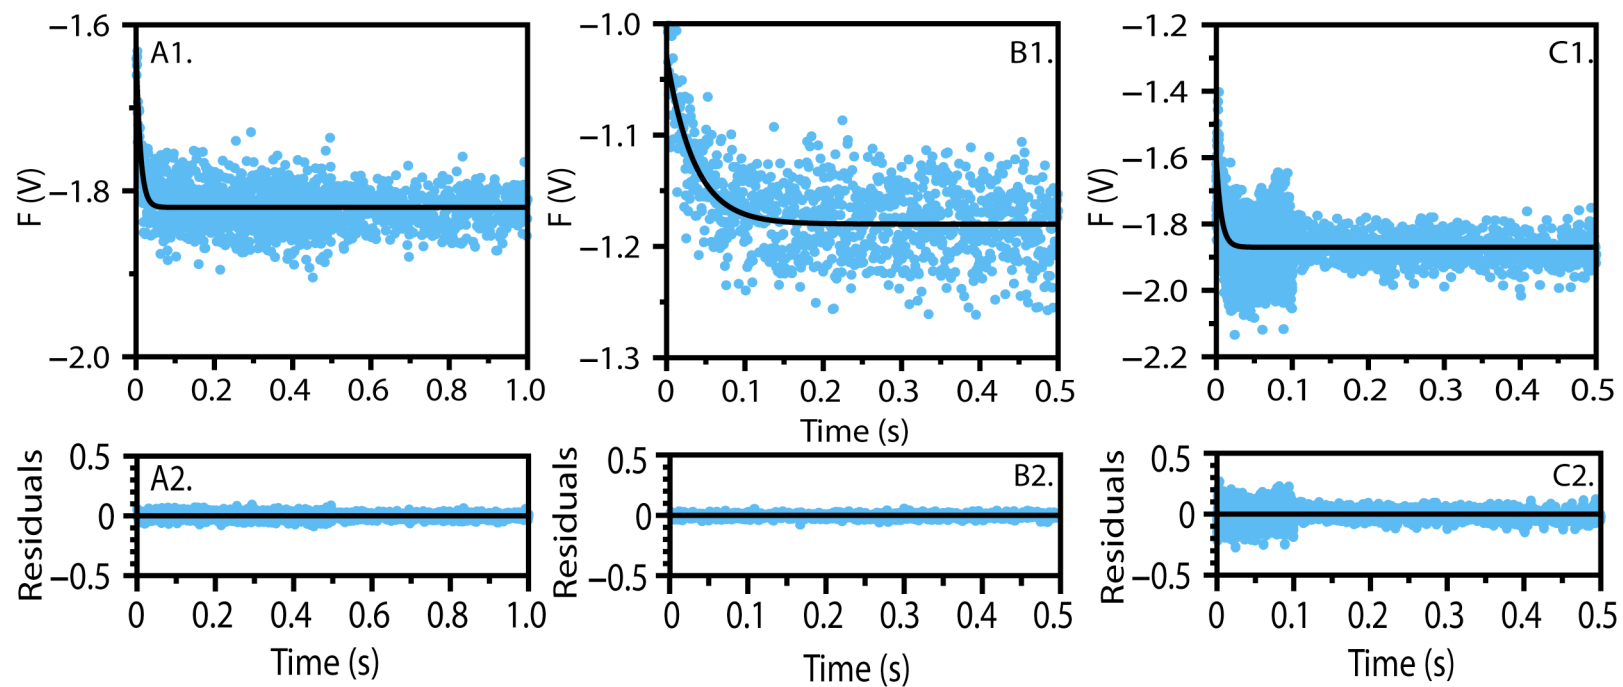 A1.
F (V)
−1.6
−1.8
−2.0
0 0.2 0.4 0.6 0.8 1.0
B1.
F (V)
−1.0
−1.1
−1.2
−1.3
0 0.1 0.2 0.3 0.4 0.5
Time (s)
C1.
F (V)
−1.2
−1.4
−1.6
−1.8
−2.0
−2.2
0 0.1 0.2 0.3 0.4 0.5
A2.
Residuals
0.5
0
−0.5
0 0.2 0.4 0.6 0.8 1.0
Time (s)
B2.
Residuals
0.5
0
−0.5
0 0.1 0.2 0.3 0.4 0.5
Time (s)
C2.
Residuals
0.5
0
−0.5
0 0.1 0.2 0.3 0.4 0.5
Time (s)